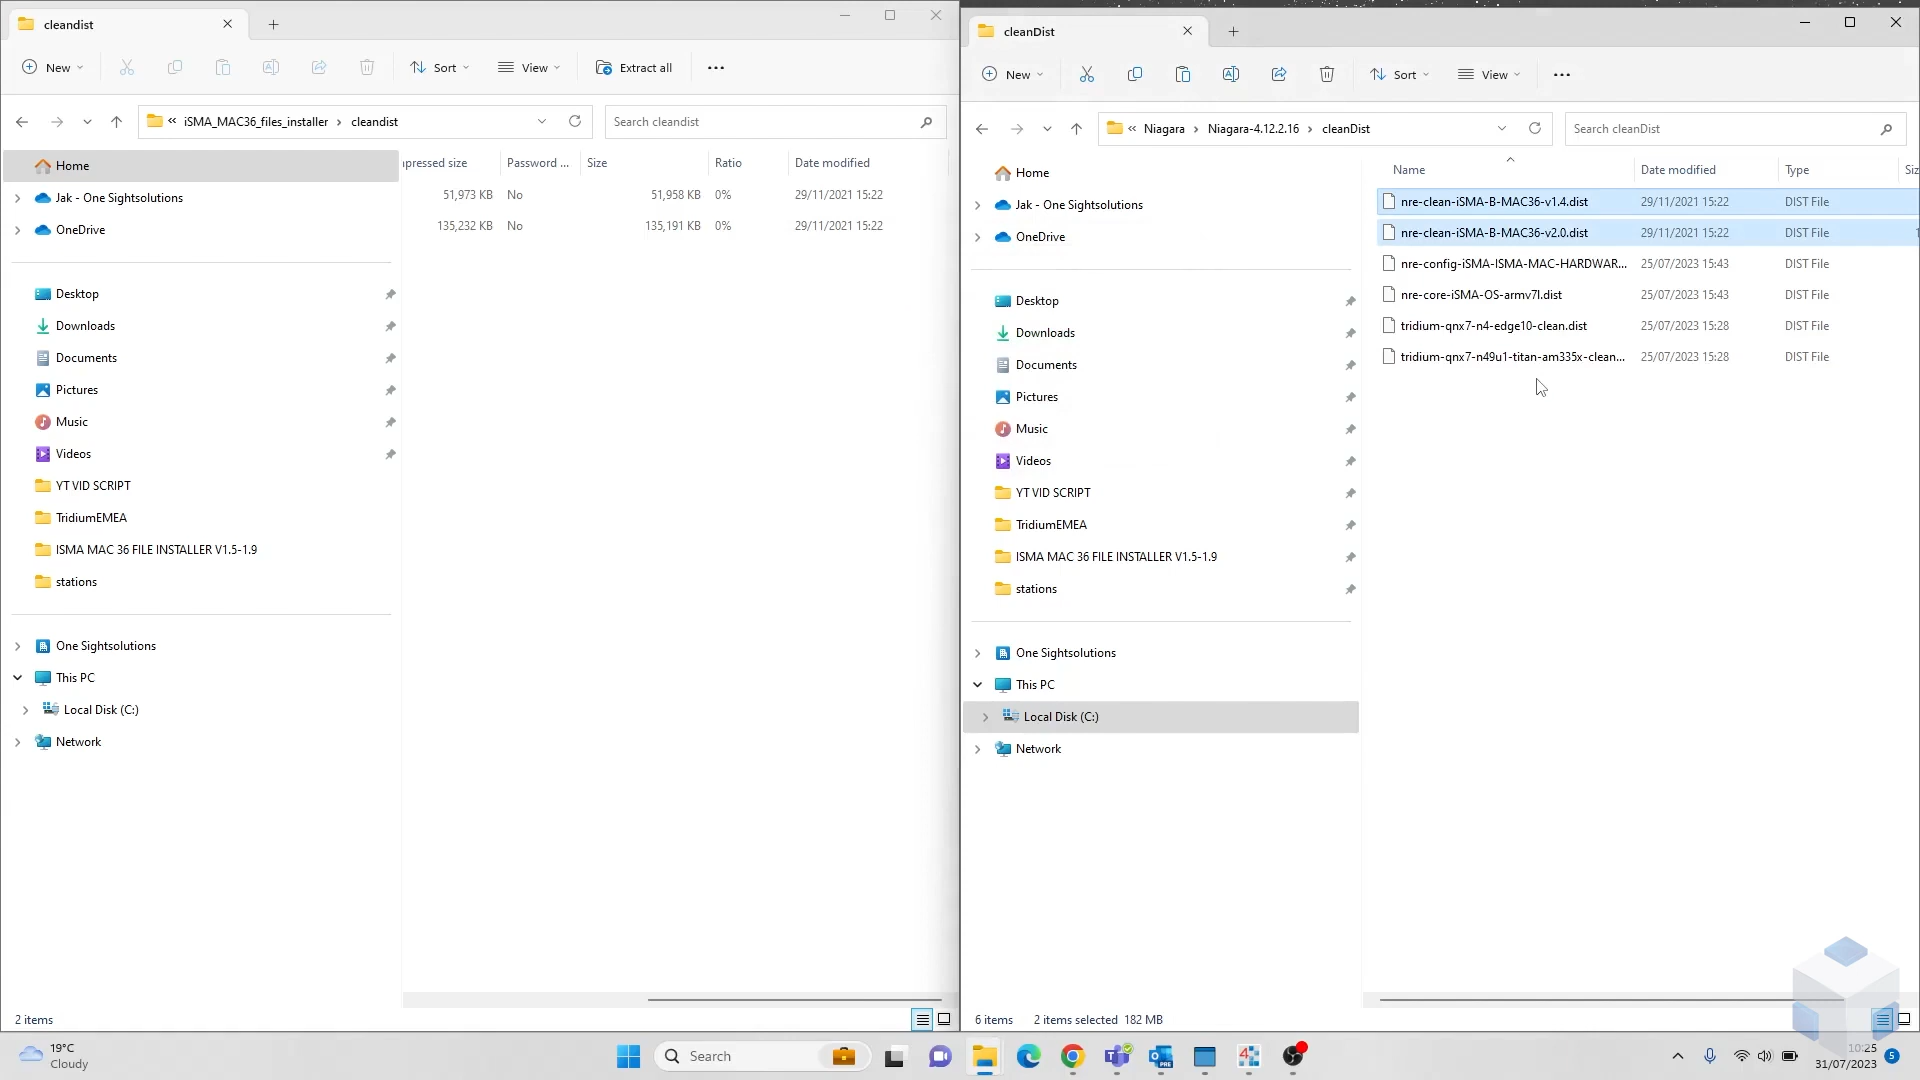 cleandist
New
Sort
View
Extract all
iSMA_MAC36_files_installer > cleandist
Search cleandist
Home
Jak - One Sightsolutions
OneDrive
Desktop
Downloads
Documents
Pictures
Music
Videos
YT VID SCRIPT
TridiumEMEA
ISMA MAC 36 FILE INSTALLER V1.5-1.9
stations
One Sightsolutions
This PC
Local Disk (C:)
Network
pressed size Password ... Size Ratio Date modified
51,973 KB No 51,958 KB 0% 29/11/2021 15:22
135,232 KB No 135,191 KB 0% 29/11/2021 15:22
2 items
cleanDist
New
Sort
View
Niagara > Niagara-4.12.2.16 > cleanDist
Search cleanDist
Home
Jak - One Sightsolutions
OneDrive
Desktop
Downloads
Documents
Pictures
Music
Videos
YT VID SCRIPT
TridiumEMEA
ISMA MAC 36 FILE INSTALLER V1.5-1.9
stations
One Sightsolutions
This PC
Local Disk (C:)
Network
Name Date modified Type Siz
nre-clean-iSMA-B-MAC36-v1.4.dist 29/11/2021 15:22 DIST File
nre-clean-iSMA-B-MAC36-v2.0.dist 29/11/2021 15:22 DIST File 1
nre-config-iSMA-ISMA-MAC-HARDWAR... 25/07/2023 15:43 DIST File
nre-core-iSMA-OS-armv7l.dist 25/07/2023 15:43 DIST File
tridium-qnx7-n4-edge10-clean.dist 25/07/2023 15:28 DIST File
tridium-qnx7-n49u1-titan-am335x-clean... 25/07/2023 15:28 DIST File
6 items 2 items selected 182 MB
19°C
Cloudy
Search
10:25
31/07/2023
5